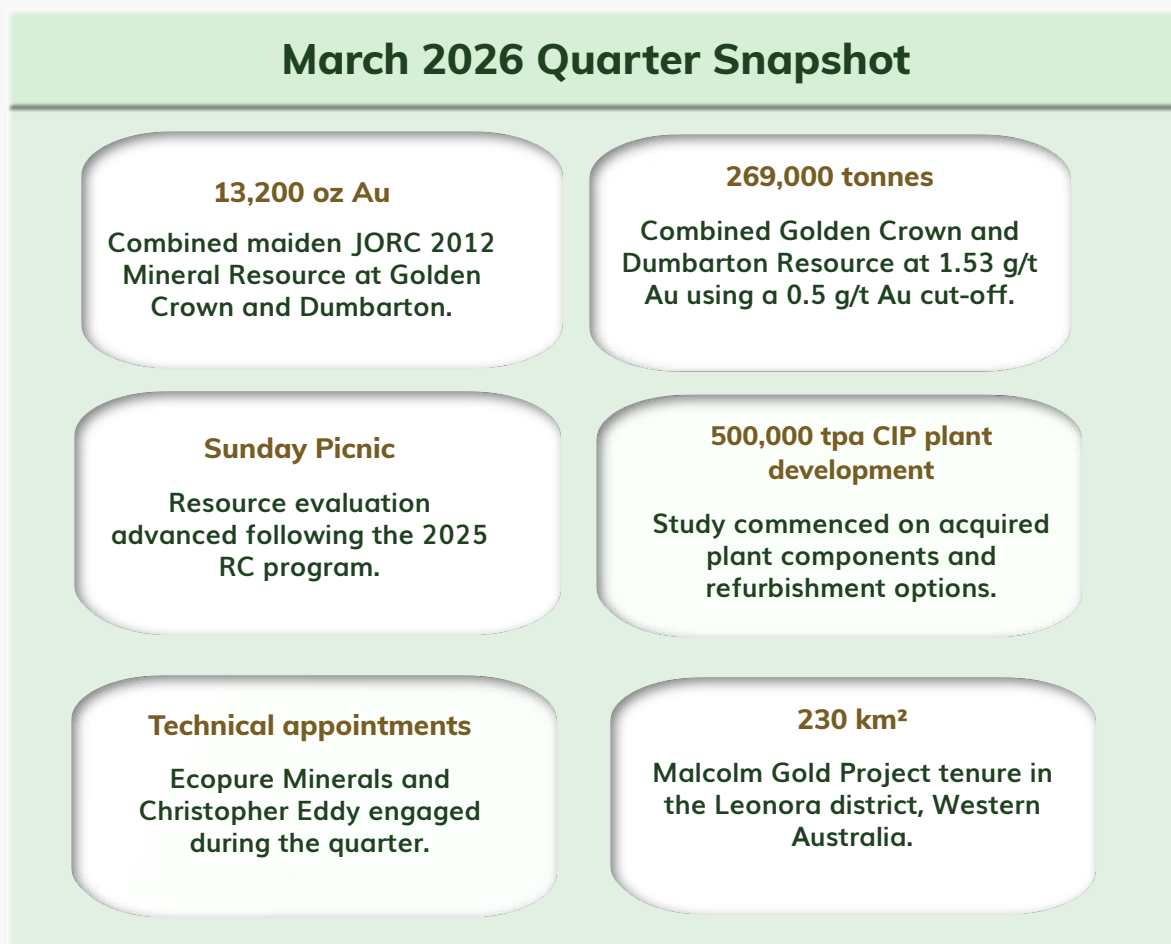 March 2026 Quarter Snapshot
13,200 oz Au
Combined maiden JORC 2012
Mineral Resource at Golden
Crown and Dumbarton.
269,000 tonnes
Combined Golden Crown and
Dumbarton Resource at 1.53 g/t
Au using a 0.5 g/t Au cut-off.
Sunday Picnic
Resource evaluation
advanced following the 2025
RC program.
500,000 tpa CIP plant
development
Study commenced on acquired
plant components and
refurbishment options.
Technical appointments
Ecopure Minerals and
Christopher Eddy engaged
during the quarter.
230 km²
Malcolm Gold Project tenure in
the Leonora district, Western
Australia.